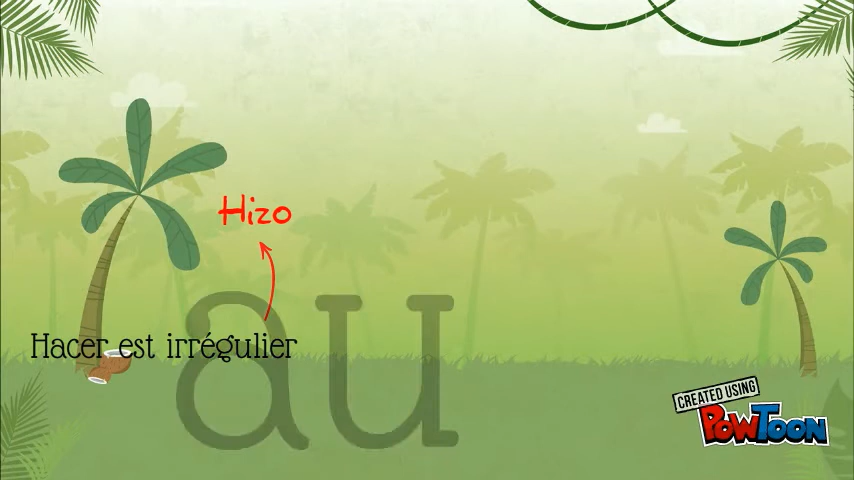 Hizo
Hacer est irrégulier
au
CREATED USING
POWTOON